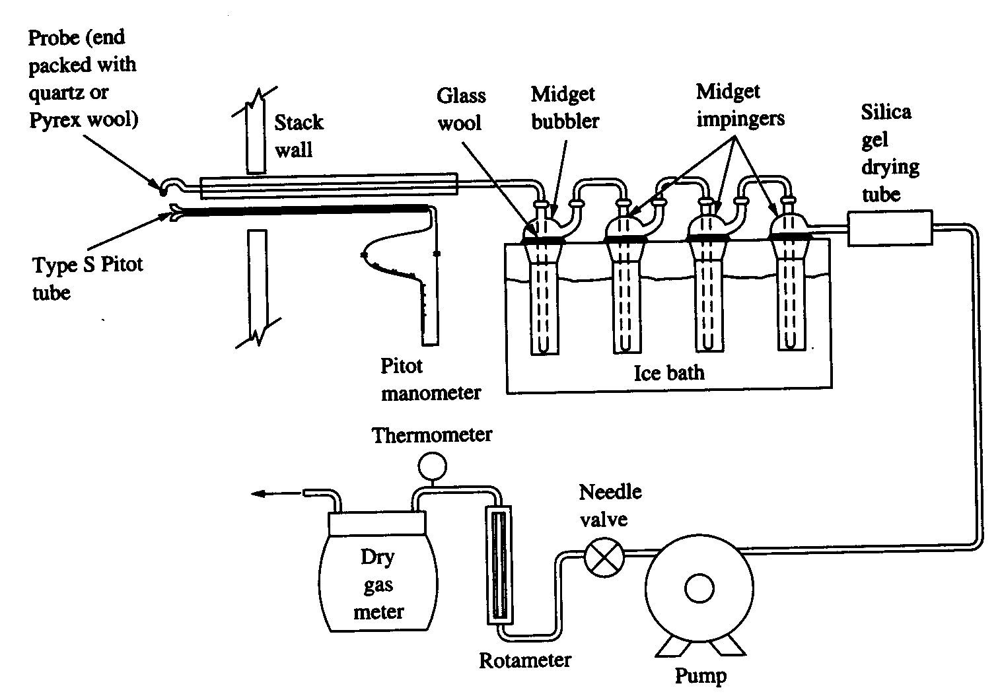 Probe (end
packed with
quartz or
Pyrex wool)
Stack
wall
Glass
wool
Midget
bubbler
Midget
impingers
Silica
gel
drying
tube
Type S Pitot
tube
Pitot
manometer
Ice bath
Thermometer
Needle
valve
Dry
gas
meter
Rotameter
Pump